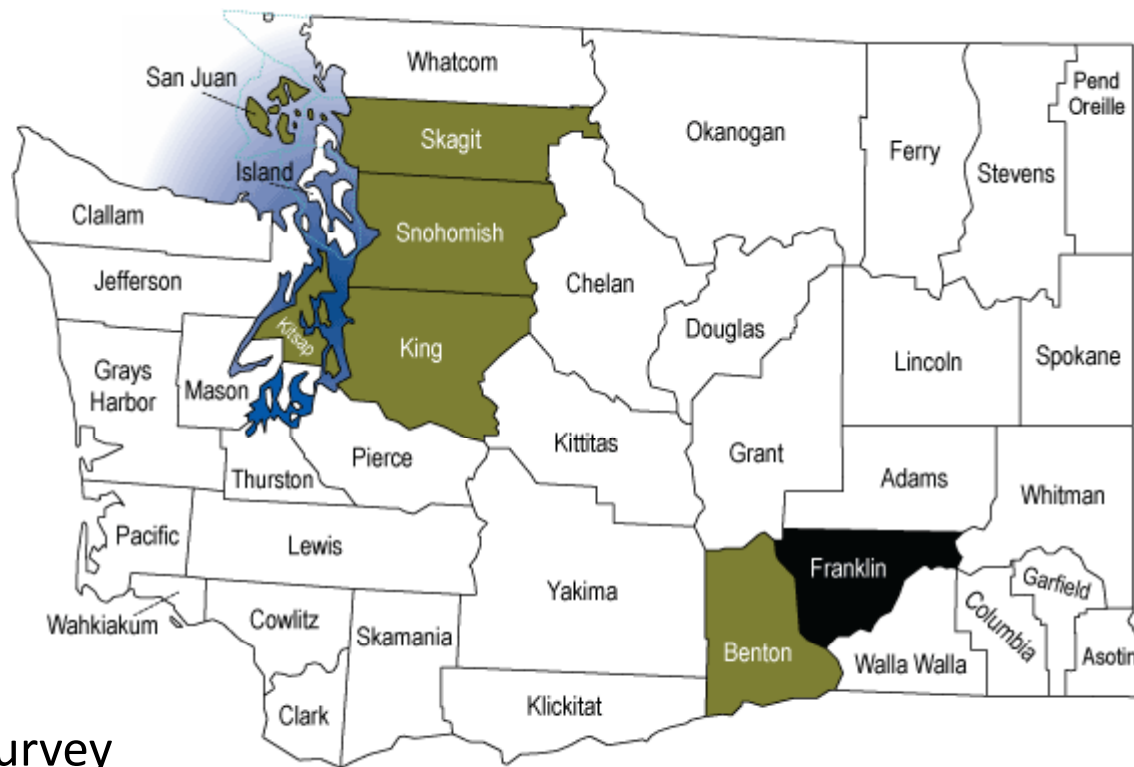 Whatcom
San Juan
Pend
Oreille
Skagit
Okanogan
Ferry
Stevens
Island
Clallam
Snohomish
Jefferson
Chelan
Douglas
Kitsap
King
Lincoln
Spokane
Grays
Harbor
Mason
Kittitas
Grant
Pierce
Thurston
Adams
Whitman
Pacific
Lewis
Franklin
Yakima
Garfield
Wahkiakum
Cowlitz
Skamania
Columbia
Benton
Walla Walla
Asotin
Clark
Klickitat
urvey